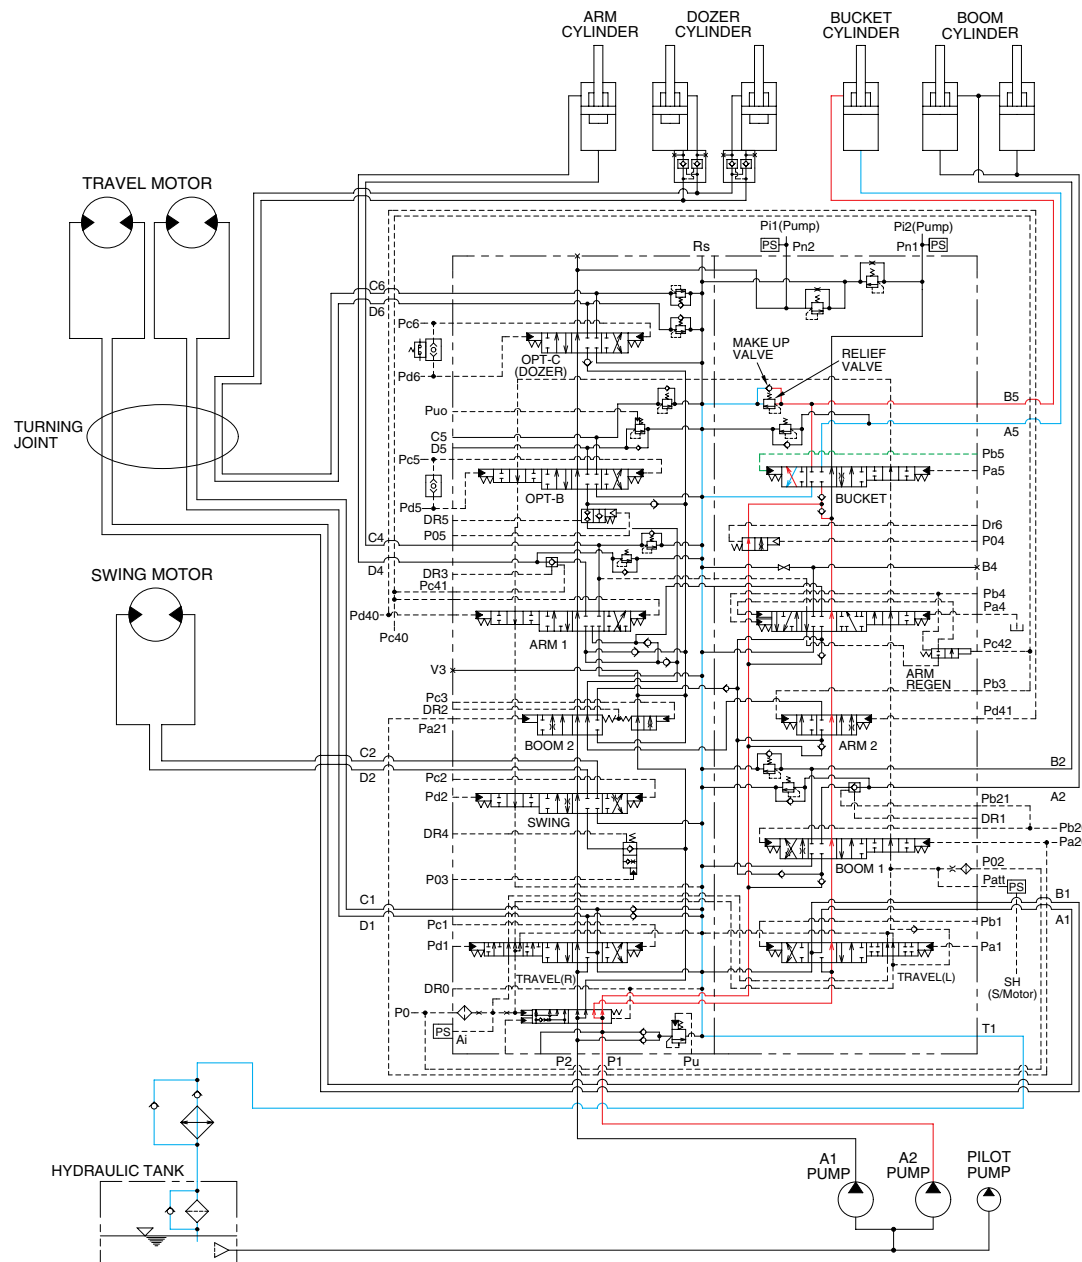 ARM
CYLINDER
DOZER
CYLINDER
BUCKET
CYLINDER
BOOM
CYLINDER
TRAVEL MOTOR
Pi1(Pump)
Pi2(Pump)
Rs
PS
Pn2
Pn1
PS
C6
D6
Pc6
OPT-C
(DOZER)
Pd6
MAKE UP
VALVE
RELIEF
VALVE
TURNING
JOINT
Puo
B5
C5
D5
A5
Pc5
Pb5
Pa5
OPT-B
BUCKET
Pd5
DR5
P05
Dr6
P04
C4
D4
B4
SWING MOTOR
DR3
Pc41
Pb4
Pa4
Pd40
Pc40
ARM 1
Pc42
V3
ARM
REGEN
Pc3
DR2
Pb3
Pa21
Pd41
BOOM 2
ARM 2
C2
D2
B2
Pc2
Pd2
A2
Pb21
SWING
DR1
DR4
Pb2
Pa2
BOOM 1
P02
P03
Patt
PS
C1
D1
B1
A1
Pc1
Pb1
Pd1
Pa1
TRAVEL(R)
TRAVEL(L)
SH
(S/Motor)
DR0
P0
PS
Ai
T1
P2
P1
Pu
A1
PUMP
A2
PUMP
PILOT
PUMP
HYDRAULIC TANK